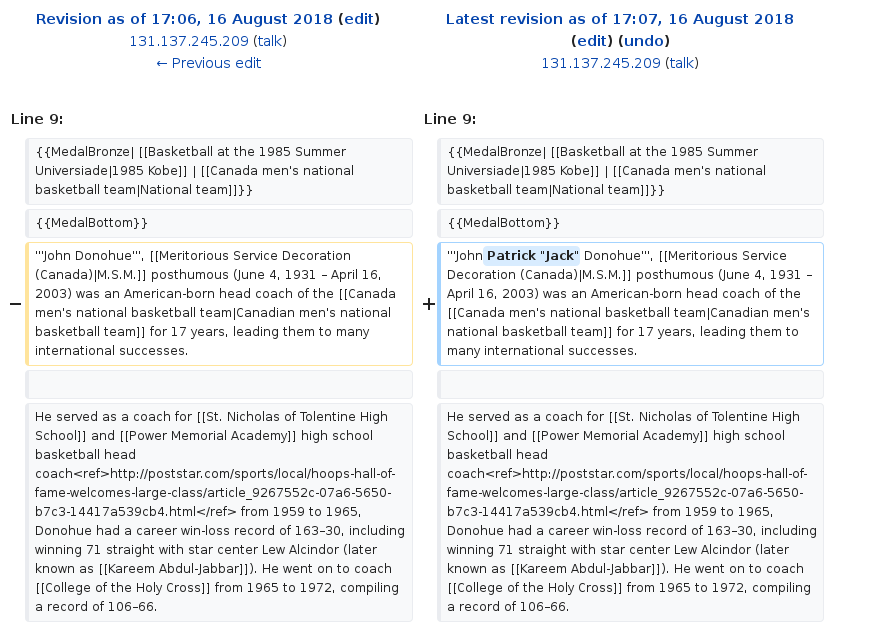 Revision as of 17:06, 16 August 2018 (edit)
131.137.245.209 (talk)
← Previous edit
Latest revision as of 17:07, 16 August 2018
(edit) (undo)
131.137.245.209 (talk)
Line 9:
Line 9:
{{MedalBronze| [[Basketball at the 1985 Summer
Universiade|1985 Kobe]] | [[Canada men's national
basketball team|National team]]}}
{{MedalBronze| [[Basketball at the 1985 Summer
Universiade|1985 Kobe]] | [[Canada men's national
basketball team|National team]]}}
{{MedalBottom}}
{{MedalBottom}}
−
'''John Donohue''', [[Meritorious Service Decoration
(Canada)|M.S.M.]] posthumous (June 4, 1931 – April 16,
2003) was an American-born head coach of the [[Canada
men's national basketball team|Canadian men's national
basketball team]] for 17 years, leading them to many
international successes.
+
'''John Patrick "Jack" Donohue''', [[Meritorious Service
Decoration (Canada)|M.S.M.]] posthumous (June 4, 1931 –
April 16, 2003) was an American-born head coach of the
[[Canada men's national basketball team|Canadian men's
national basketball team]] for 17 years, leading them to
many international successes.
He served as a coach for [[St. Nicholas of Tolentine High
School]] and [[Power Memorial Academy]] high school
basketball head
coach<ref>http://poststar.com/sports/local/hoops-hall-of-
fame-welcomes-large-class/article_9267552c-07a6-5650-
b7c3-14417a539cb4.html</ref> from 1959 to 1965,
Donohue had a career win-loss record of 163–30, including
winning 71 straight with star center Lew Alcindor (later
known as [[Kareem Abdul-Jabbar]]). He went on to coach
[[College of the Holy Cross]] from 1965 to 1972, compiling
a record of 106–66.
He served as a coach for [[St. Nicholas of Tolentine High
School]] and [[Power Memorial Academy]] high school
basketball head
coach<ref>http://poststar.com/sports/local/hoops-hall-of-
fame-welcomes-large-class/article_9267552c-07a6-5650-
b7c3-14417a539cb4.html</ref> from 1959 to 1965,
Donohue had a career win-loss record of 163–30, including
winning 71 straight with star center Lew Alcindor (later
known as [[Kareem Abdul-Jabbar]]). He went on to coach
[[College of the Holy Cross]] from 1965 to 1972, compiling
a record of 106–66.